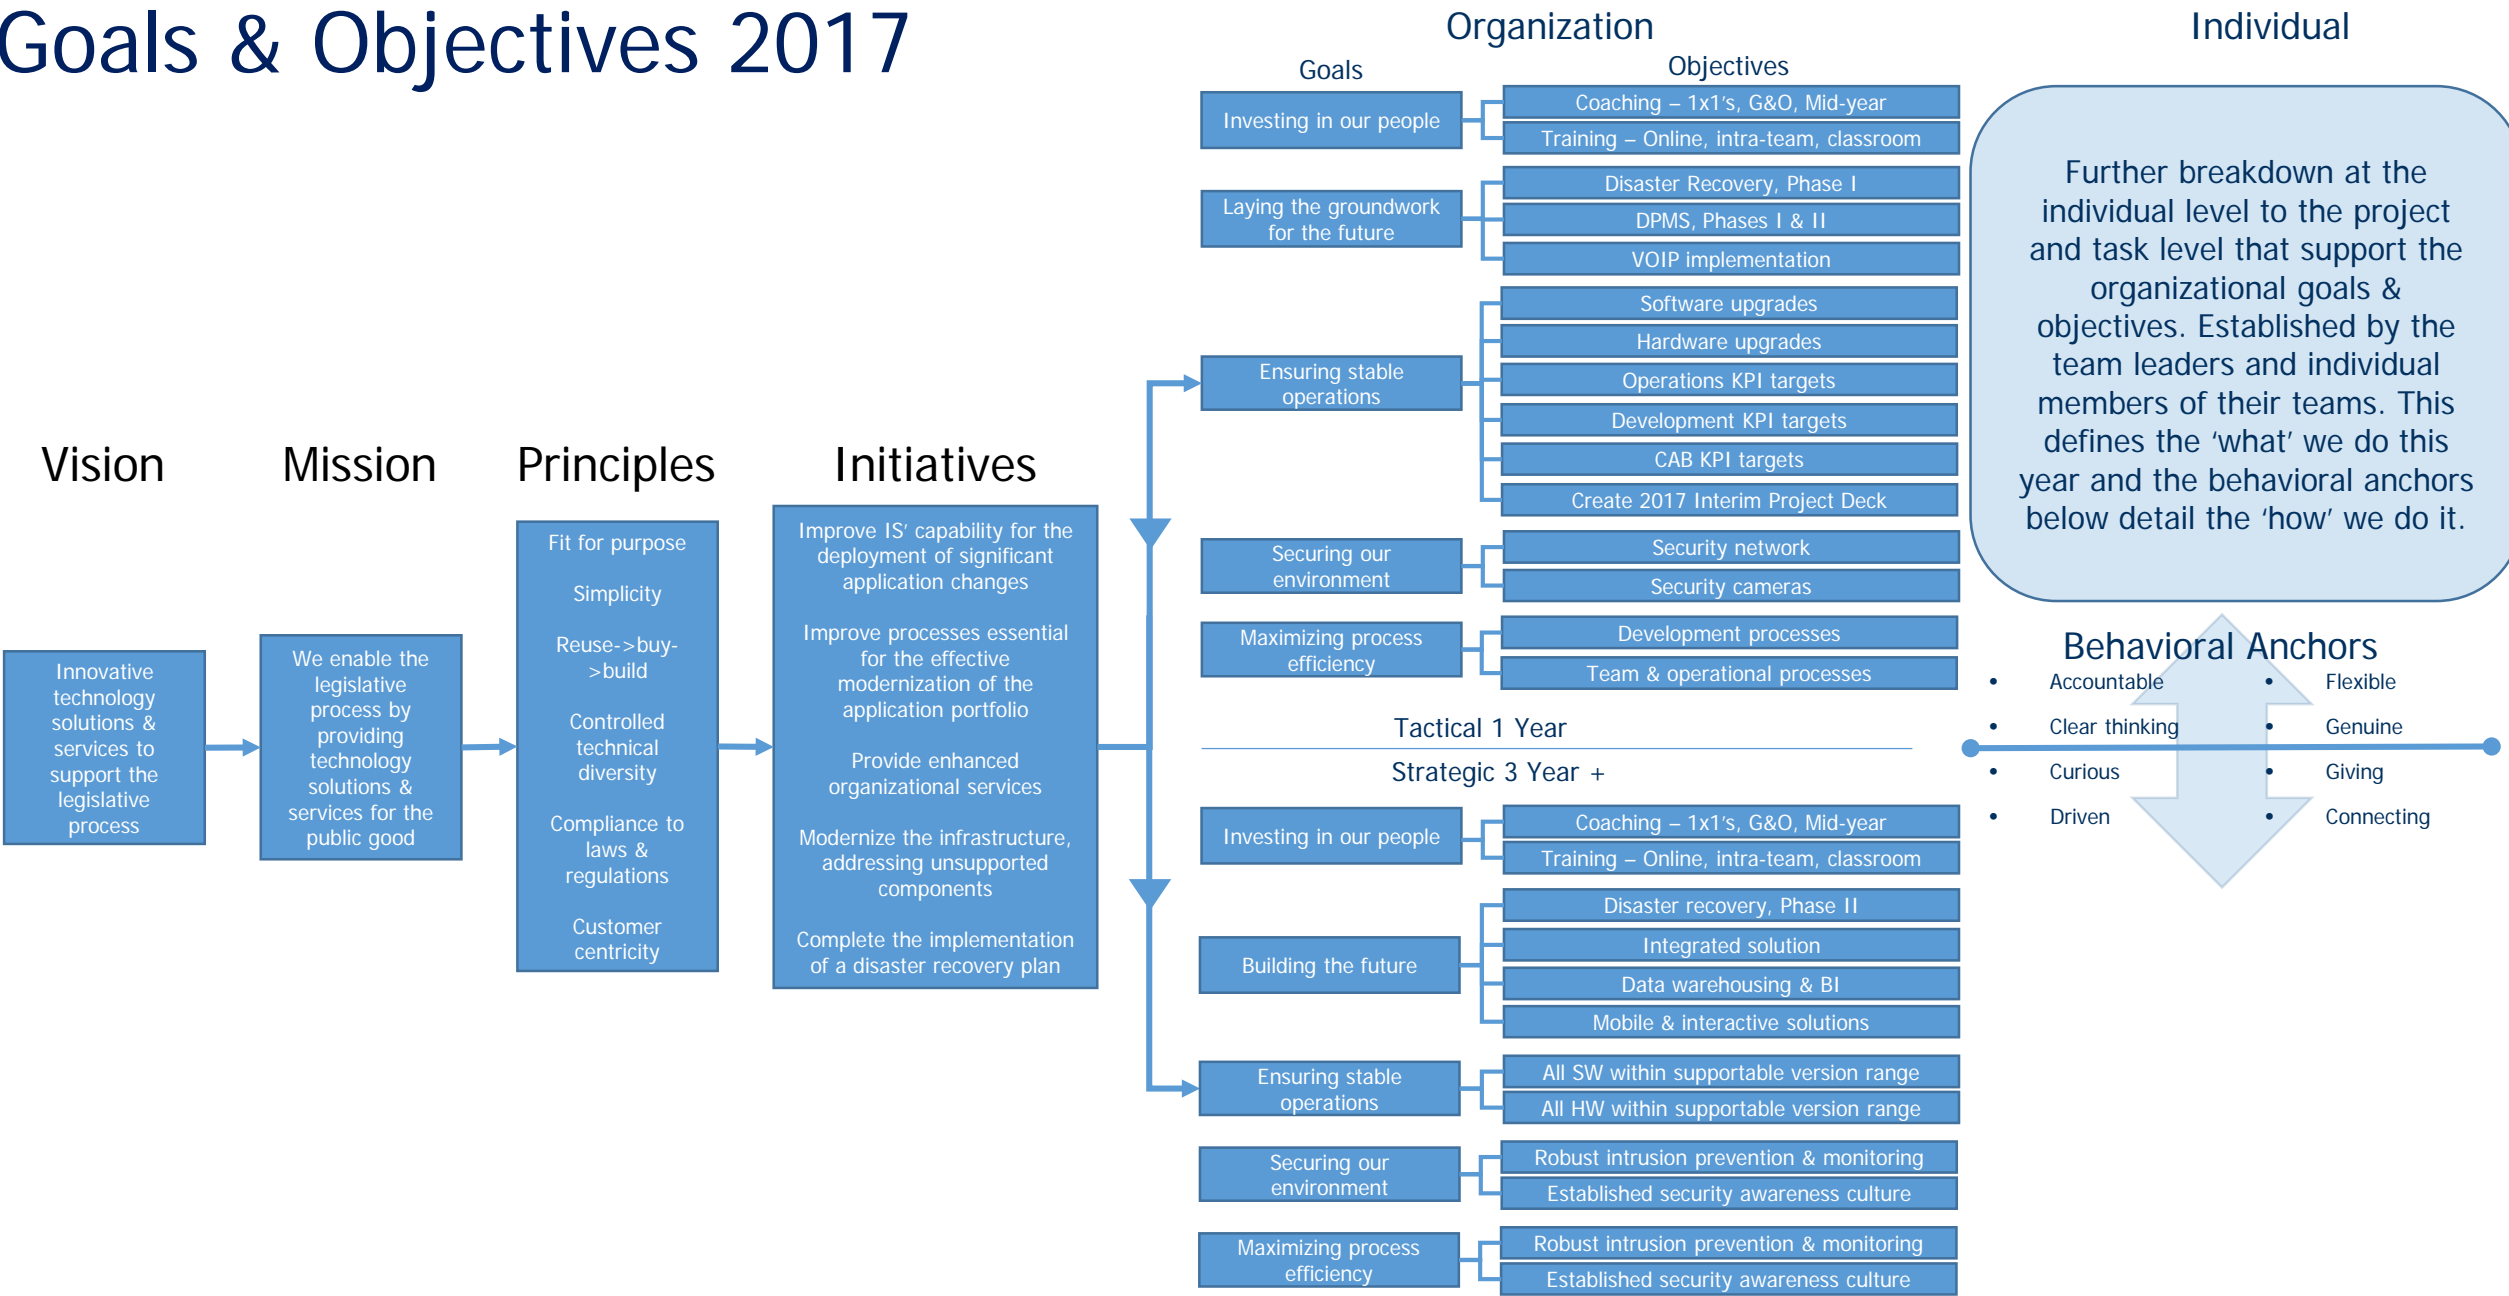 Goals & Objectives 2017
Vision
Innovative
technology
solutions &
services to
support the
legislative
process
Mission
We enable the
legislative
process by
providing
technology
solutions &
services for the
public good
Principles
Fit for purpose
Simplicity
Reuse->buy-
>build
Controlled
technical
diversity
Compliance to
laws &
regulations
Customer
centricity
Initiatives
Improve IS' capability for the
deployment of significant
application changes
Improve processes essential
for the effective
modernization of the
application portfolio
Provide enhanced
organizational services
Modernize the infrastructure,
addressing unsupported
components
Complete the implementation
of a disaster recovery plan
Organization
Goals
Objectives
Investing in our people
Coaching – 1x1's, G&O, Mid-year
Training – Online, intra-team, classroom
Laying the groundwork
for the future
Disaster Recovery, Phase I
DPMS, Phases I & II
VOIP implementation
Ensuring stable
operations
Software upgrades
Hardware upgrades
Operations KPI targets
Development KPI targets
CAB KPI targets
Create 2017 Interim Project Deck
Securing our
environment
Security network
Security cameras
Maximizing process
efficiency
Development processes
Team & operational processes
Tactical 1 Year
Strategic 3 Year +
Investing in our people
Coaching – 1x1's, G&O, Mid-year
Training – Online, intra-team, classroom
Building the future
Disaster recovery, Phase II
Integrated solution
Data warehousing & BI
Mobile & interactive solutions
Ensuring stable
operations
All SW within supportable version range
All HW within supportable version range
Securing our
environment
Robust intrusion prevention & monitoring
Established security awareness culture
Maximizing process
efficiency
Robust intrusion prevention & monitoring
Established security awareness culture
Individual
Further breakdown at the
individual level to the project
and task level that support the
organizational goals &
objectives. Established by the
team leaders and individual
members of their teams. This
defines the ‘what’ we do this
year and the behavioral anchors
below detail the ‘how’ we do it.
Behavioral Anchors
• Accountable
• Clear thinking
• Curious
• Driven
• Flexible
• Genuine
• Giving
• Connecting